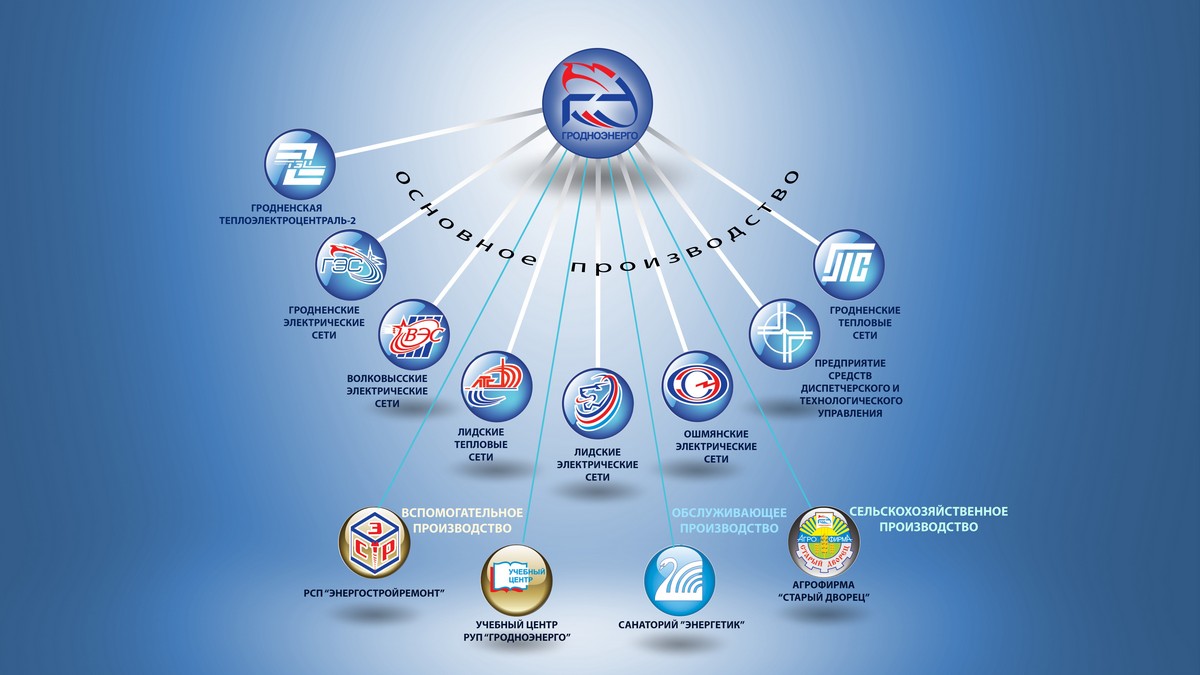 ГРОДНОЭНЕРГО
ТЭЦ
2
ГРОДНЕНСКАЯ
ТЕПЛОЭЛЕКТРОЦЕНТРАЛЬ-2
основное производство
ГЭС
ГРОДНЕНСКИЕ
ЭЛЕКТРИЧЕСКИЕ
СЕТИ
ГТС
ГРОДНЕНСКИЕ
ТЕПЛОВЫЕ
СЕТИ
ВЭС
ВОЛКОВЫССКИЕ
ЭЛЕКТРИЧЕСКИЕ
СЕТИ
ПРЕДПРИЯТИЕ
СРЕДСТВ
ДИСПЕТЧЕРСКОГО И
ТЕХНОЛОГИЧЕСКОГО
УПРАВЛЕНИЯ
ЛТС
ЛИДСКИЕ
ТЕПЛОВЫЕ
СЕТИ
ЛИДСКИЕ
ЭЛЕКТРИЧЕСКИЕ
СЕТИ
ОШМЯНСКИЕ
ЭЛЕКТРИЧЕСКИЕ
СЕТИ
ВСПОМОГАТЕЛЬНОЕ
ПРОИЗВОДСТВО
ОБСЛУЖИВАЮЩЕЕ
ПРОИЗВОДСТВО
СЕЛЬСКОХОЗЯЙСТВЕННОЕ
ПРОИЗВОДСТВО
Э
С Т Р
РСП "ЭНЕРГОСТРОЙРЕМОНТ"
УЧЕБНЫЙ
ЦЕНТР
УЧЕБНЫЙ ЦЕНТР
РУП "ГРОДНОЭНЕРГО"
САНАТОРИЙ "ЭНЕРГЕТИК"
АГРО ФИРМА
СТАРЫЙ ДВОРЕЦ
АГРОФИРМА
"СТАРЫЙ ДВОРЕЦ"